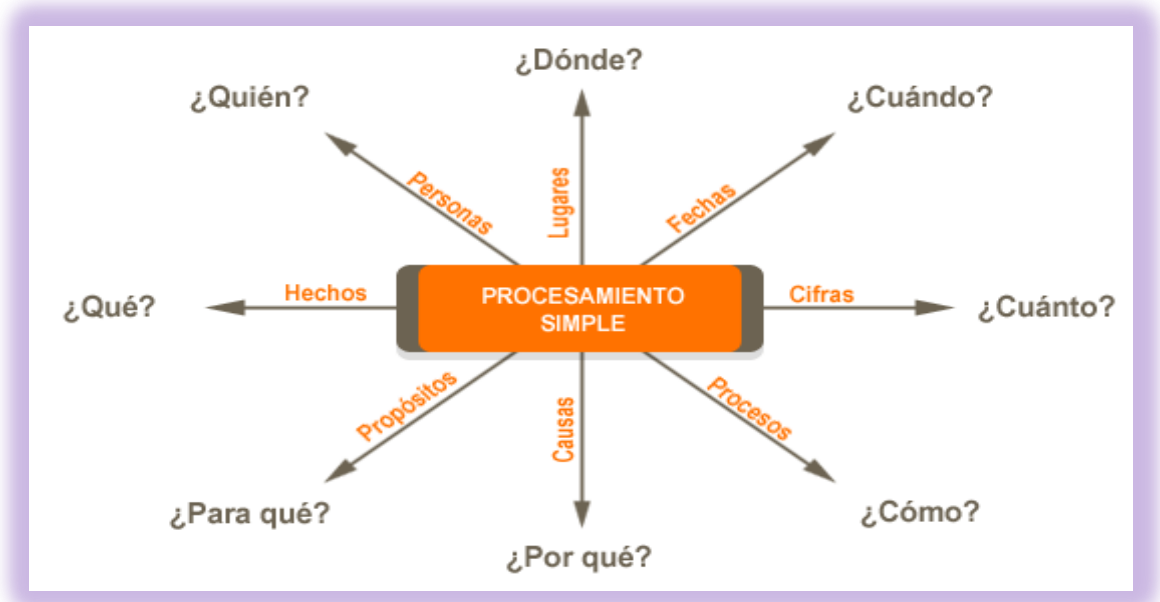 ¿Dónde?
¿Quién?
¿Cuándo?
Personas
Lugares
Fechas
¿Qué?
Hechos
PROCESAMIENTO
SIMPLE
Cifras
¿Cuánto?
Propósitos
Causas
Procesos
¿Para qué?
¿Cómo?
¿Por qué?